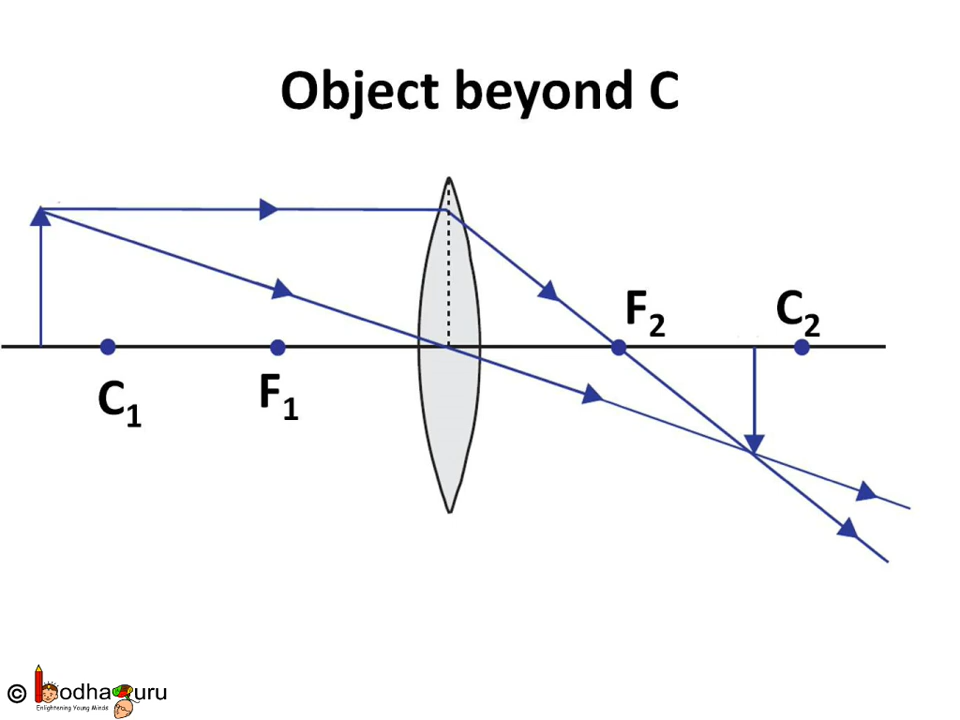 Object beyond C
F₂ C₂
C₁ F₁
© BodhaGuru
Enlightening Young Minds